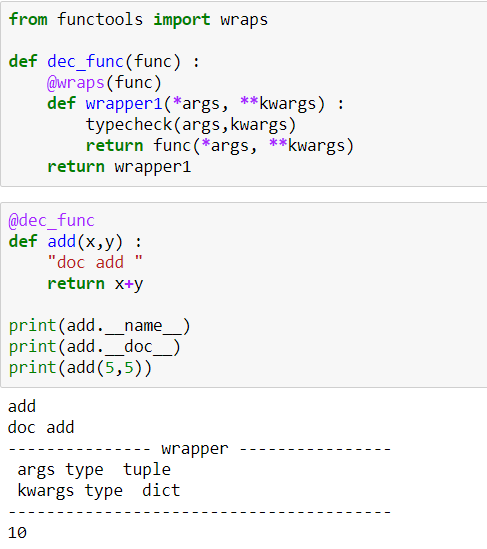 from functools import wraps
def dec_func(func) :
    @wraps(func)
    def wrapper1(*args, **kwargs) :
        typecheck(args,kwargs)
        return func(*args, **kwargs)
    return wrapper1
@dec_func
def add(x,y) :
    "doc add "
    return x+y
print(add.__name__)
print(add.__doc__)
print(add(5,5))
add
doc add
--------------- wrapper ----------------
 args type  tuple
 kwargs type  dict
----------------------------------------
10